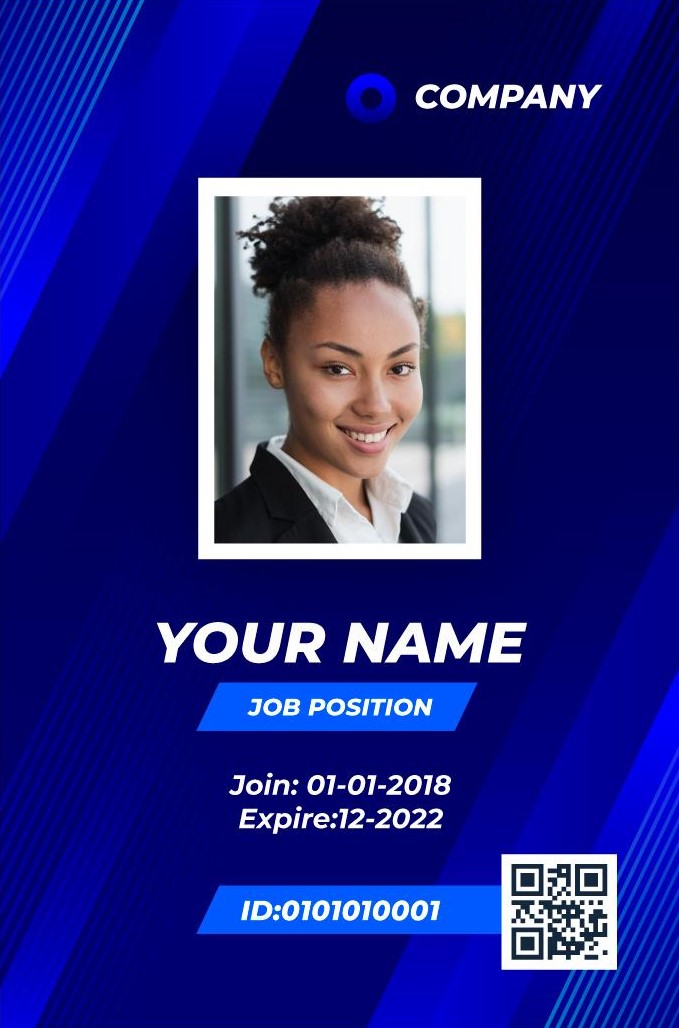 COMPANY
YOUR NAME
JOB POSITION
Join: 01-01-2018
Expire:12-2022
ID:0101010001